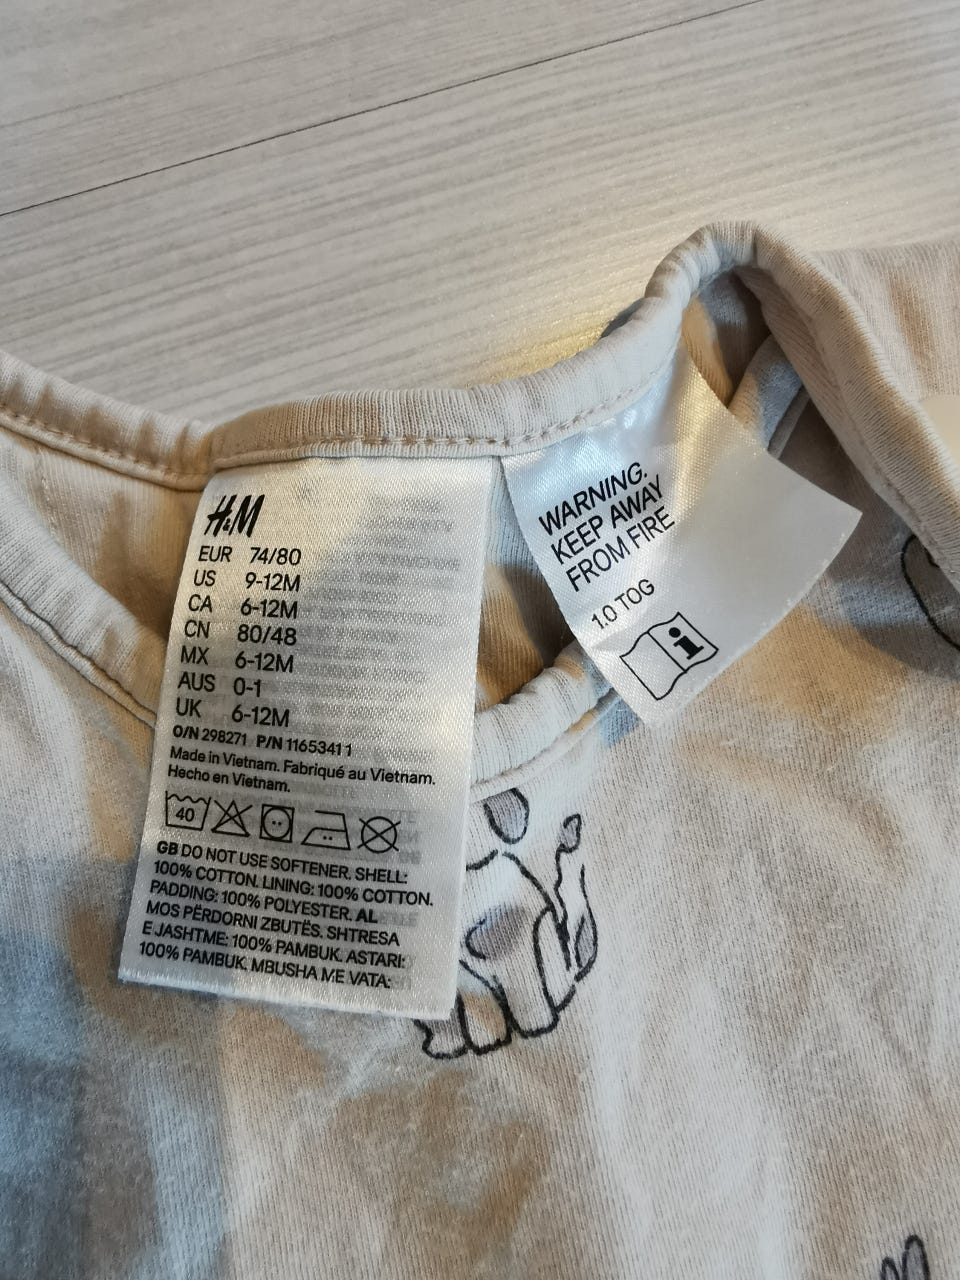 H&M
EUR 74/80
US 9-12M
CA 6-12M
CN 80/48
MX 6-12M
AUS 0-1
UK 6-12M
O/N 298271 P/N 11653411
Made in Vietnam. Fabriqué au Vietnam.
Hecho en Vietnam.
40
GB DO NOT USE SOFTENER. SHELL:
100% COTTON. LINING: 100% COTTON.
PADDING: 100% POLYESTER. AL
MOS PËRDORNI ZBUTËS. SHTRESA
E JASHTME: 100% PAMBUK. ASTARI:
100% PAMBUK. MBUSHA ME VATA:
WARNING.
KEEP AWAY
FROM FIRE
1.0 TOG
i